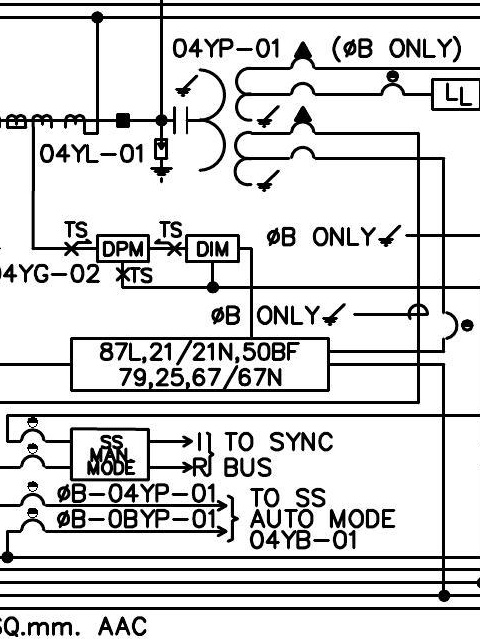 04YP-01 (ØB ONLY)
LL
04YL-01
TS TS
DPM DIM ØB ONLY
04YG-02 TS
ØB ONLY
87L,21/21N,50BF
79,25,67/67N
SS
MAN.
MODE
I TO SYNC
R BUS
ØB-04YP-01 TO SS
ØB-0BYP-01 AUTO MODE
04YB-01
SQ.mm. AAC